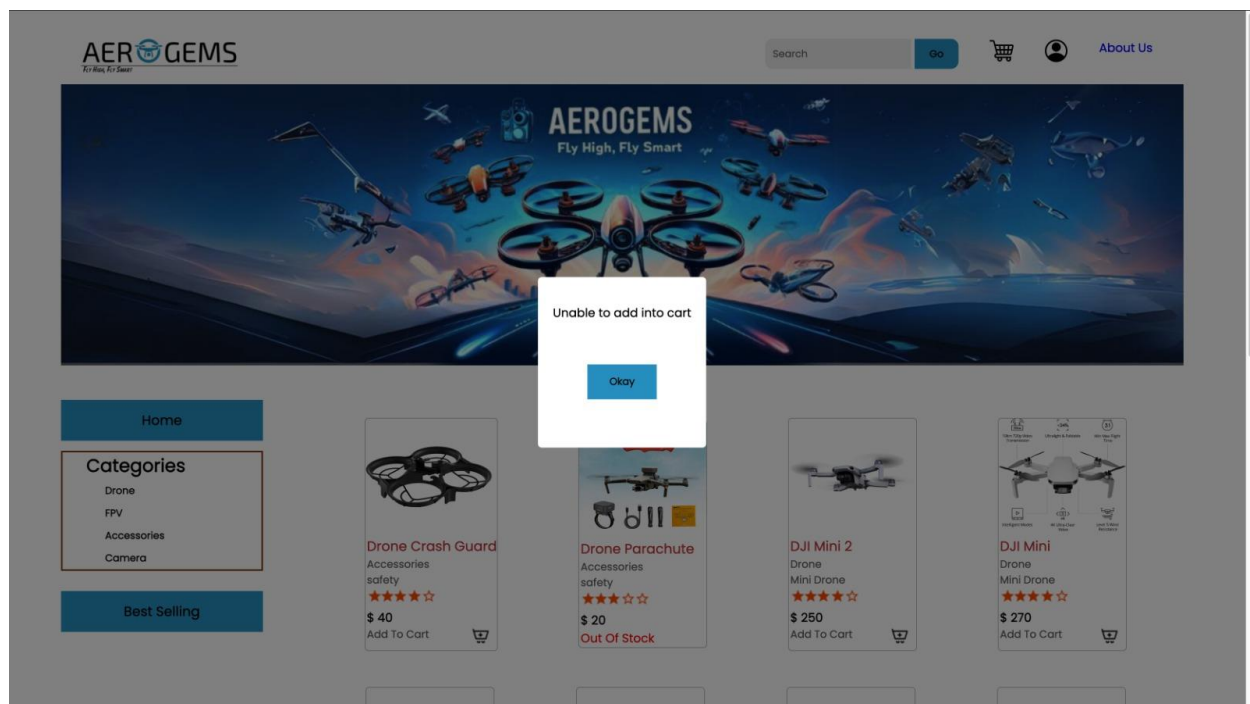 AEROGEMS
Fly High, Fly Smart
Search
Go
About Us
AEROGEMS
Fly High, Fly Smart
Unable to add into cart
Okay
Home
Categories
Drone
FPV
Accessories
Camera
Best Selling
Drone Crash Guard
Accessories
safety
$ 40
Add To Cart
Drone Parachute
Accessories
safety
$ 20
Out Of Stock
DJI Mini 2
Drone
Mini Drone
$ 250
Add To Cart
DJI Mini
Drone
Mini Drone
$ 270
Add To Cart